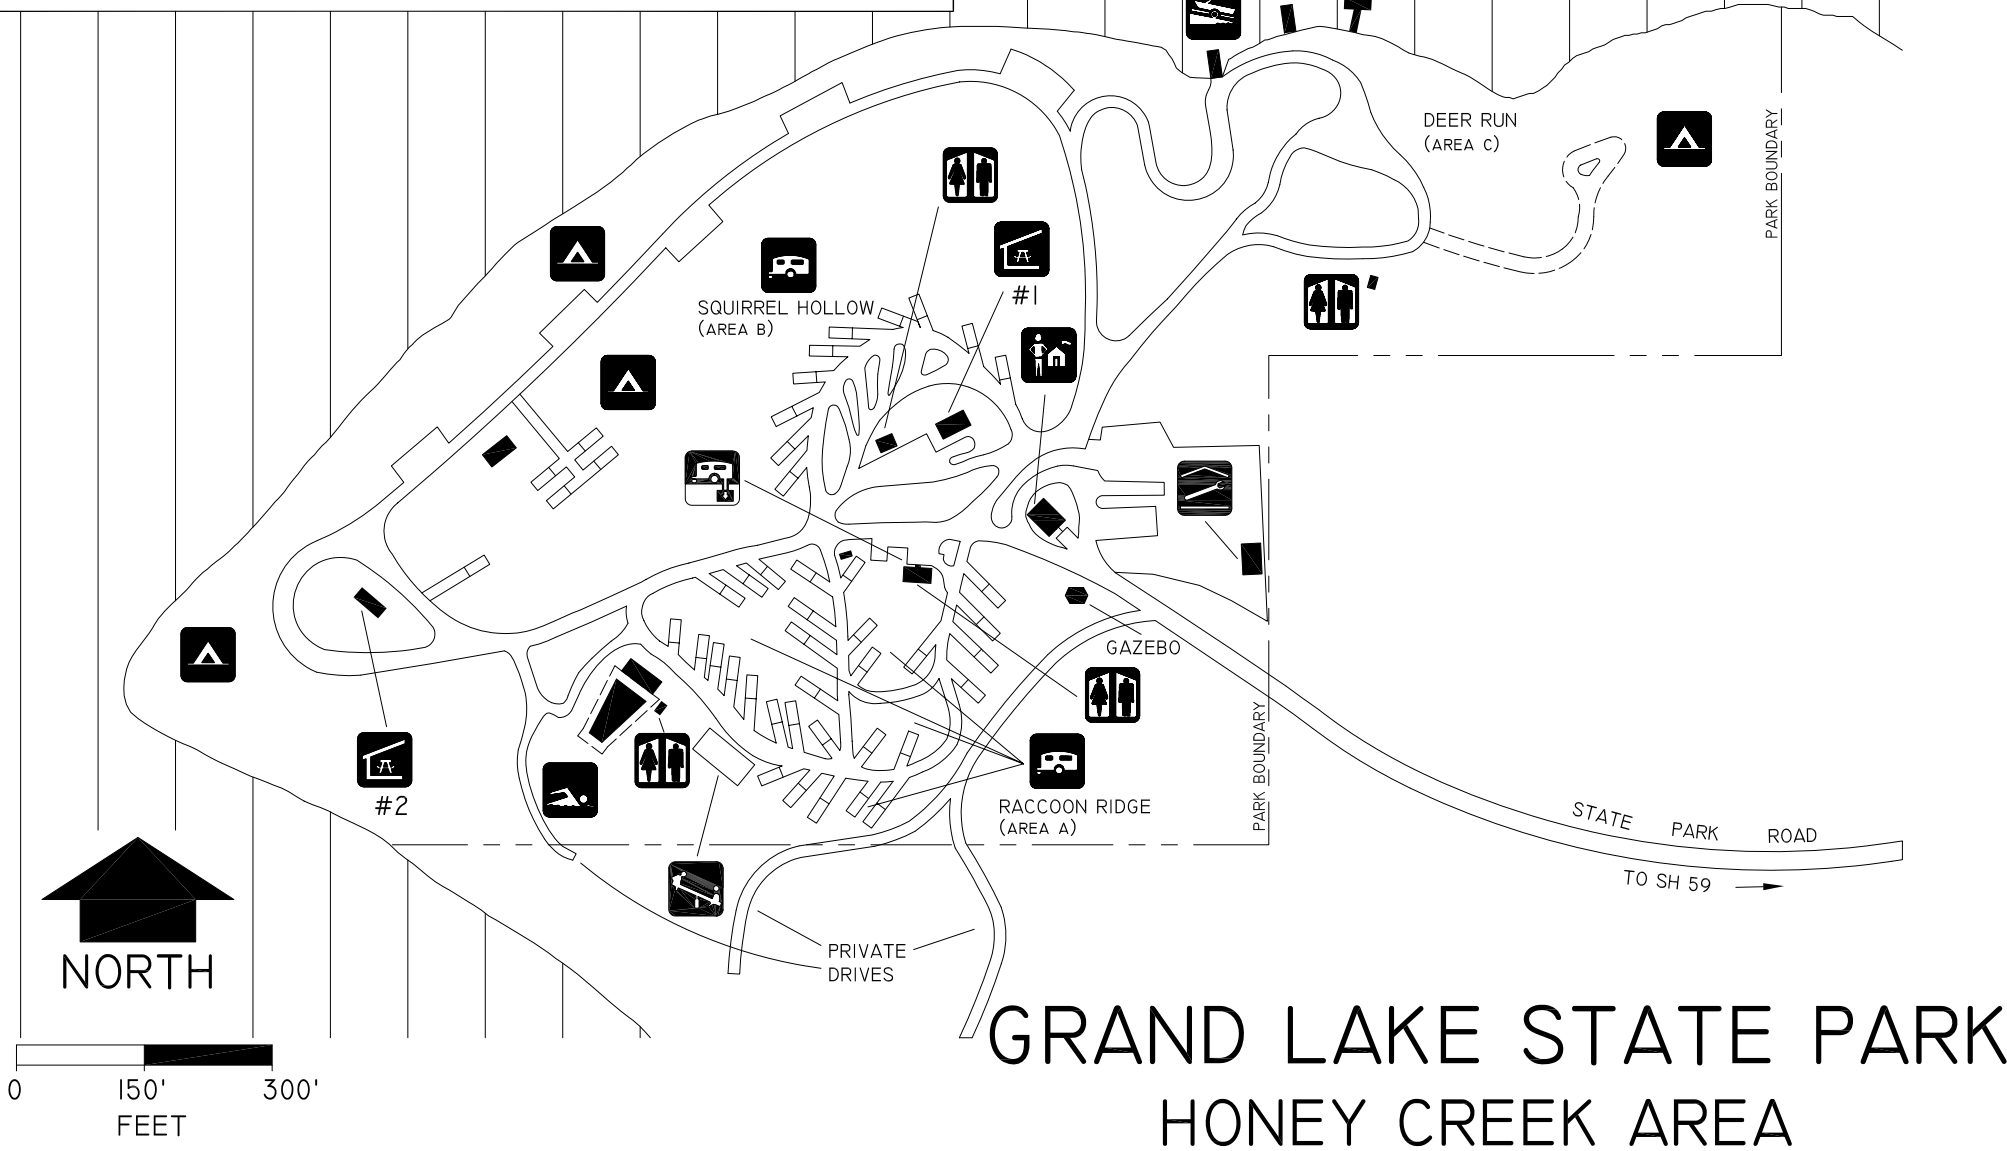 DEER RUN
(AREA C)
PARK BOUNDARY
#1
SQUIRREL HOLLOW
(AREA B)
GAZEBO
PARK BOUNDARY
#2
RACCOON RIDGE
(AREA A)
STATE PARK ROAD
TO SH 59
PRIVATE
DRIVES
NORTH
0 150' 300'
FEET
GRAND LAKE STATE PARK
HONEY CREEK AREA